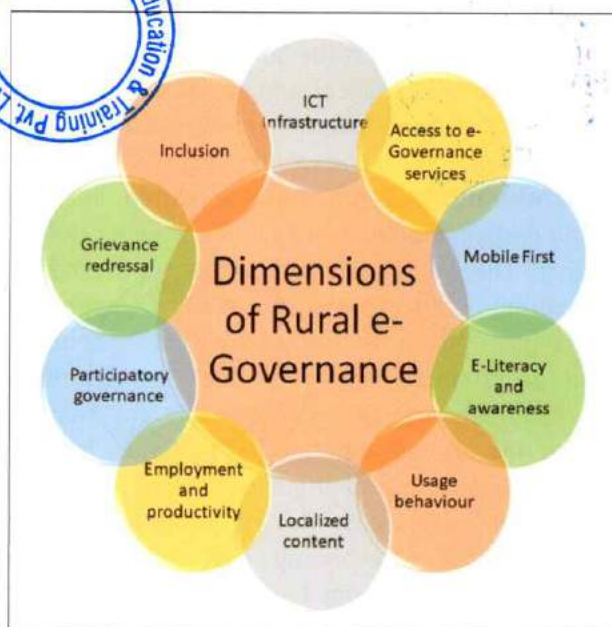 ucation & Training Pvt. L
Dimensions
of Rural e-
Governance
ICT
Infrastructure
Access to e-
Governance
services
Mobile First
E-Literacy
and
awareness
Usage
behaviour
Localized
content
Employment
and
productivity
Participatory
governance
Grievance
redressal
Inclusion